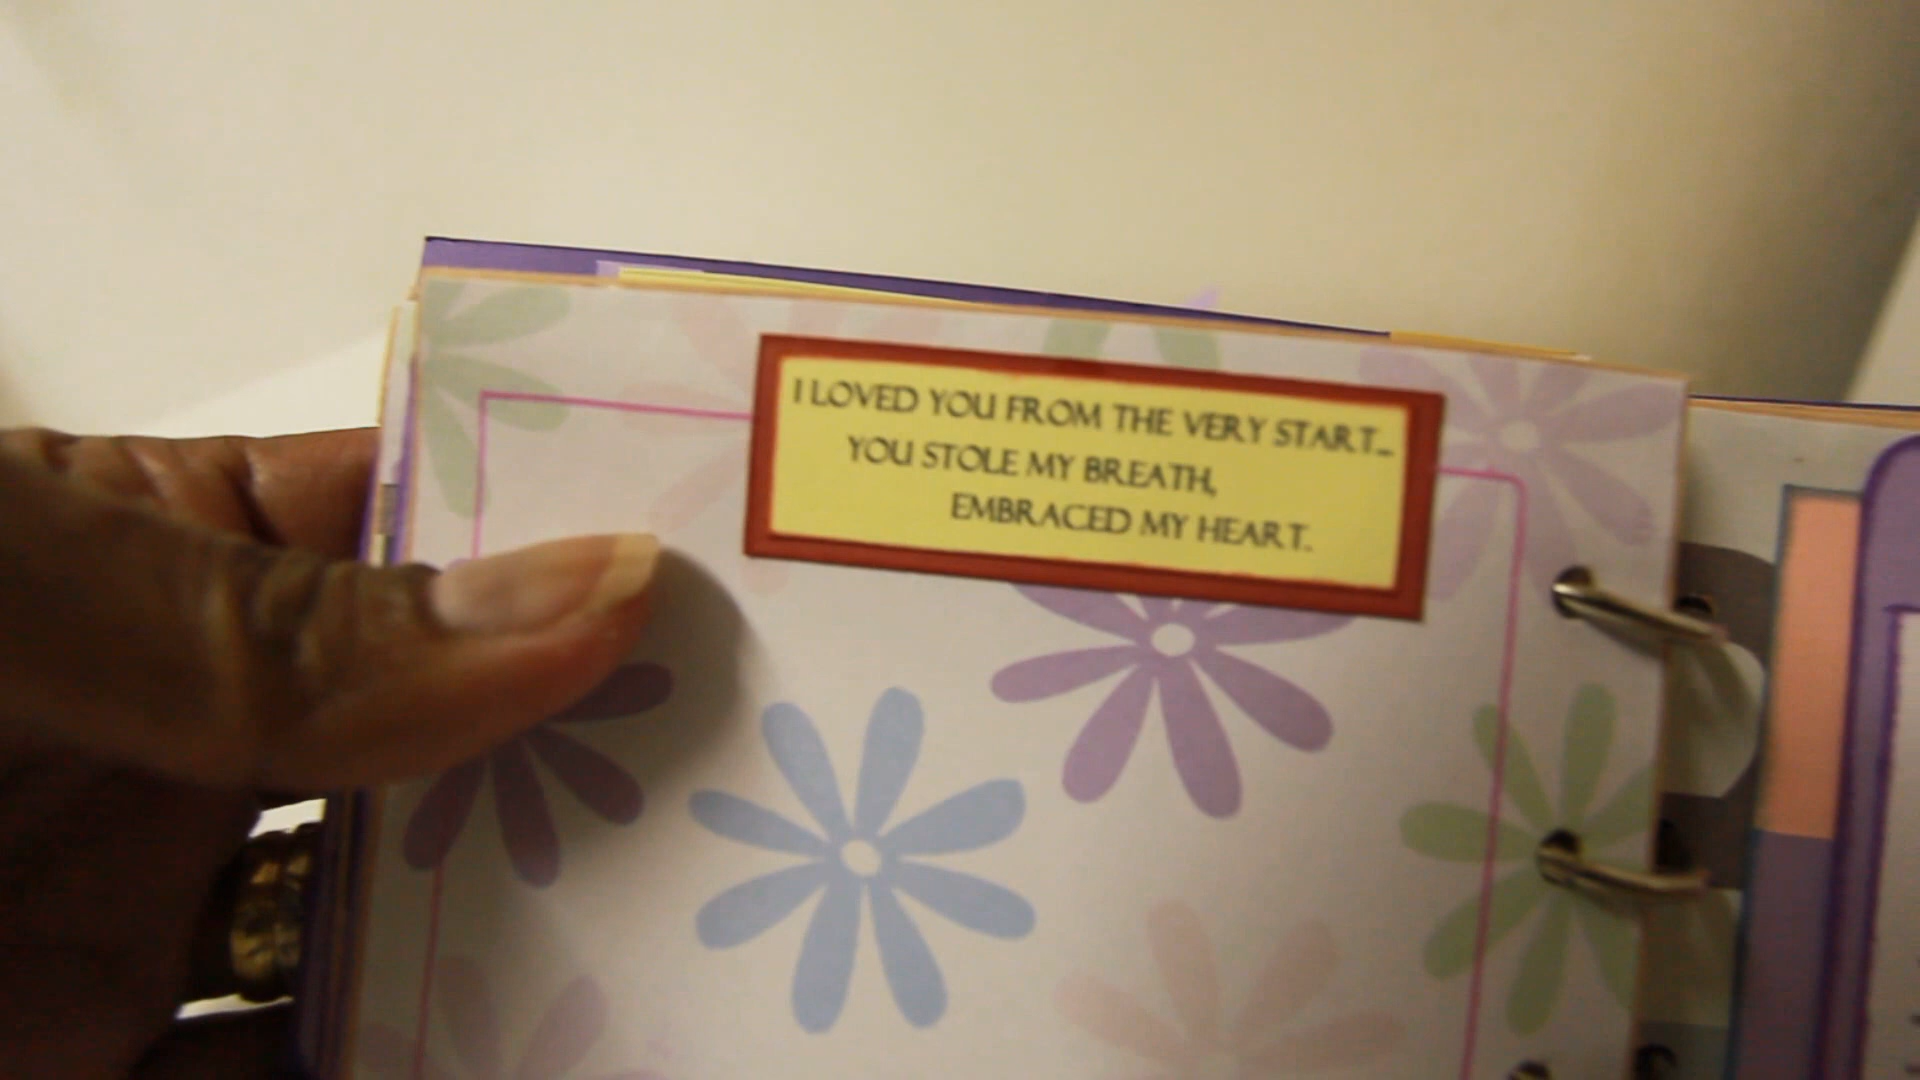 I LOVED YOU FROM THE VERY START...
YOU STOLE MY BREATH,
EMBRACED MY HEART.